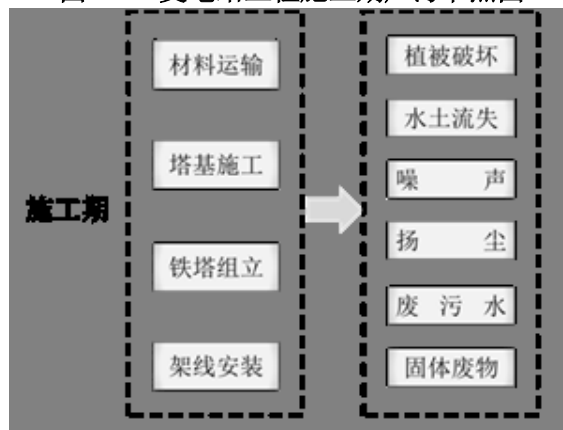 施工期
材料运输
塔基施工
铁塔组立
架线安装
植被破坏
水土流失
噪 声
扬 尘
废 污 水
固体废物